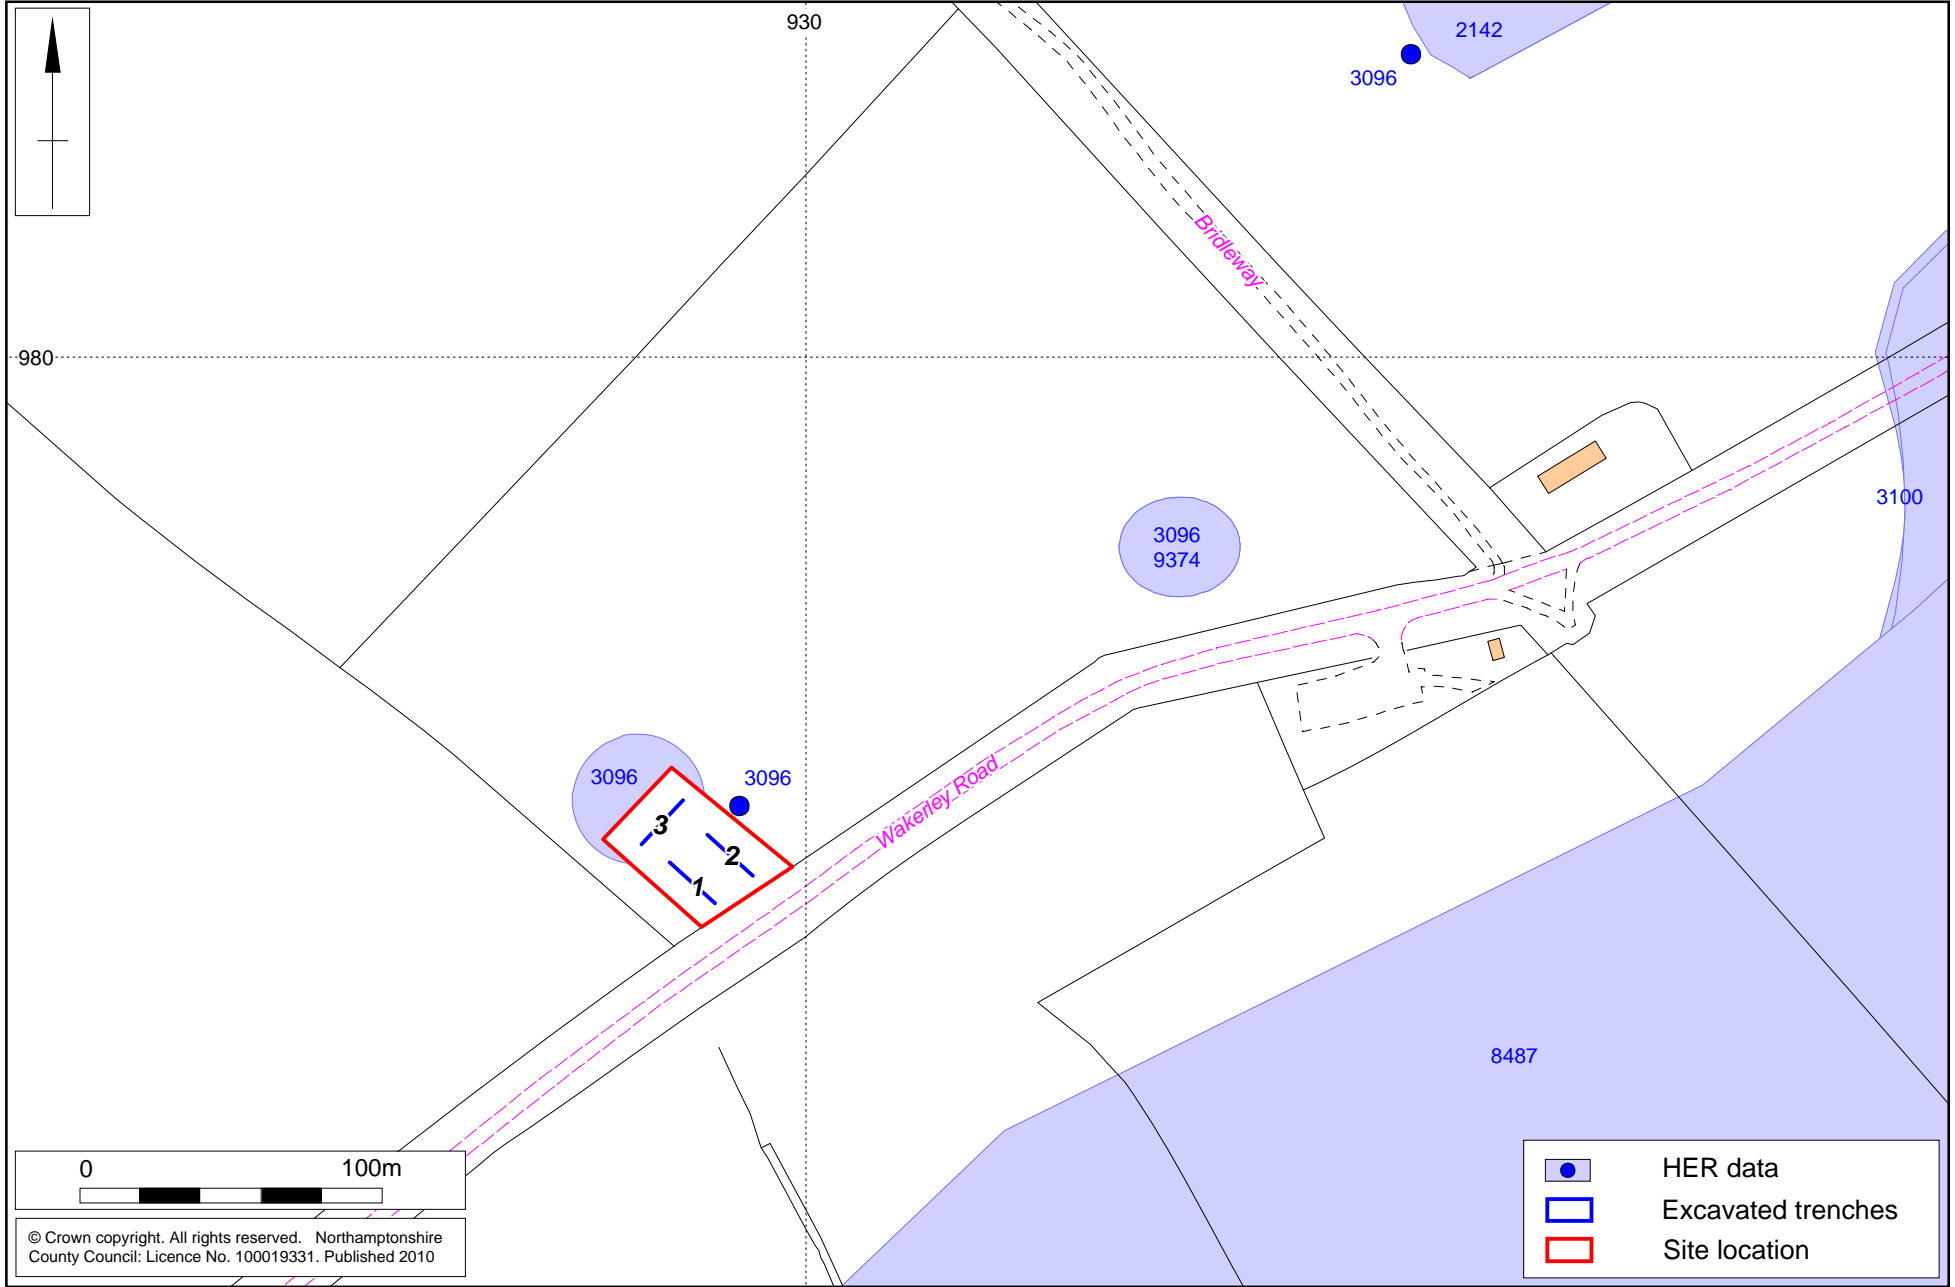 930
2142
3096
Bridleway
980
3100
3096
9374
3096
3096
3
2
1
Wakerley Road
8487
0 100m
© Crown copyright. All rights reserved. Northamptonshire
County Council: Licence No. 100019331. Published 2010
HER data
Excavated trenches
Site location